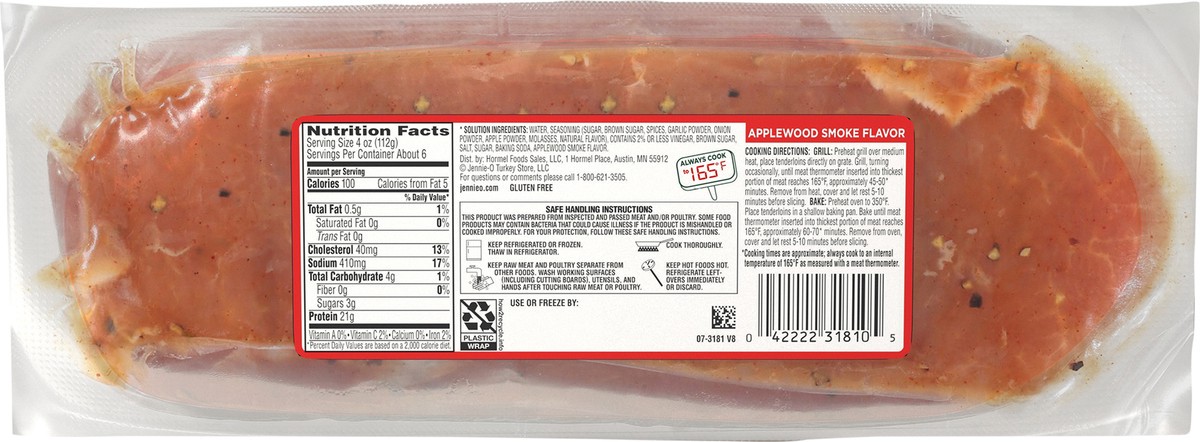 Nutrition Facts
Serving Size 4 oz (112g)
Servings Per Container About 6
Amount per Serving
Calories 100 Calories from Fat 5
% Daily Value*
Total Fat 0.5g 1%
Saturated Fat 0g 0%
Trans Fat 0g
Cholesterol 40mg 13%
Sodium 410mg 17%
Total Carbohydrate 4g 1%
Fiber 0g 0%
Sugars 3g
Protein 21g
Vitamin A 0% • Vitamin C 2% • Calcium 0% • Iron 2%
*Percent Daily Values are based on a 2,000 calorie diet.
* SOLUTION INGREDIENTS: WATER, SEASONING (SUGAR, BROWN SUGAR, SPICES, GARLIC POWDER, ONION
POWDER, APPLE POWDER, MOLASSES, NATURAL FLAVOR), CONTAINS 2% OR LESS VINEGAR, BROWN SUGAR,
SALT, SUGAR, BAKING SODA, APPLEWOOD SMOKE FLAVOR.
Dist. by: Hormel Foods Sales, LLC, 1 Hormel Place, Austin, MN 55912
© Jennie-O Turkey Store, LLC
For questions or comments please call 1-800-621-3505.
jennieo.com GLUTEN FREE
ALWAYS COOK
to 165°F
SAFE HANDLING INSTRUCTIONS
THIS PRODUCT WAS PREPARED FROM INSPECTED AND PASSED MEAT AND/OR POULTRY. SOME FOOD
PRODUCTS MAY CONTAIN BACTERIA THAT COULD CAUSE ILLNESS IF THE PRODUCT IS MISHANDLED OR
COOKED IMPROPERLY. FOR YOUR PROTECTION, FOLLOW THESE SAFE HANDLING INSTRUCTIONS.
KEEP REFRIGERATED OR FROZEN.
THAW IN REFRIGERATOR.
COOK THOROUGHLY.
KEEP RAW MEAT AND POULTRY SEPARATE FROM
OTHER FOODS. WASH WORKING SURFACES
(INCLUDING CUTTING BOARDS), UTENSILS, AND
HANDS AFTER TOUCHING RAW MEAT OR POULTRY.
KEEP HOT FOODS HOT.
REFRIGERATE LEFT-
OVERS IMMEDIATELY
OR DISCARD.
how2recycle.info
PLASTIC
WRAP
USE OR FREEZE BY:
07-3181 V8
APPLEWOOD SMOKE FLAVOR
COOKING DIRECTIONS: GRILL: Preheat grill over medium
heat, place tenderloins directly on grate. Grill, turning
occasionally, until meat thermometer inserted into thickest
portion of meat reaches 165°F, approximately 45-50*
minutes. Remove from heat, cover and let rest 5-10
minutes before slicing. BAKE: Preheat oven to 350°F.
Place tenderloins in a shallow baking pan. Bake until meat
thermometer inserted into thickest portion of meat reaches
165°F, approximately 60-70* minutes. Remove from oven,
cover and let rest 5-10 minutes before slicing.
*Cooking times are approximate; always cook to an internal
temperature of 165°F as measured with a meat thermometer.
0 42222 31810 5